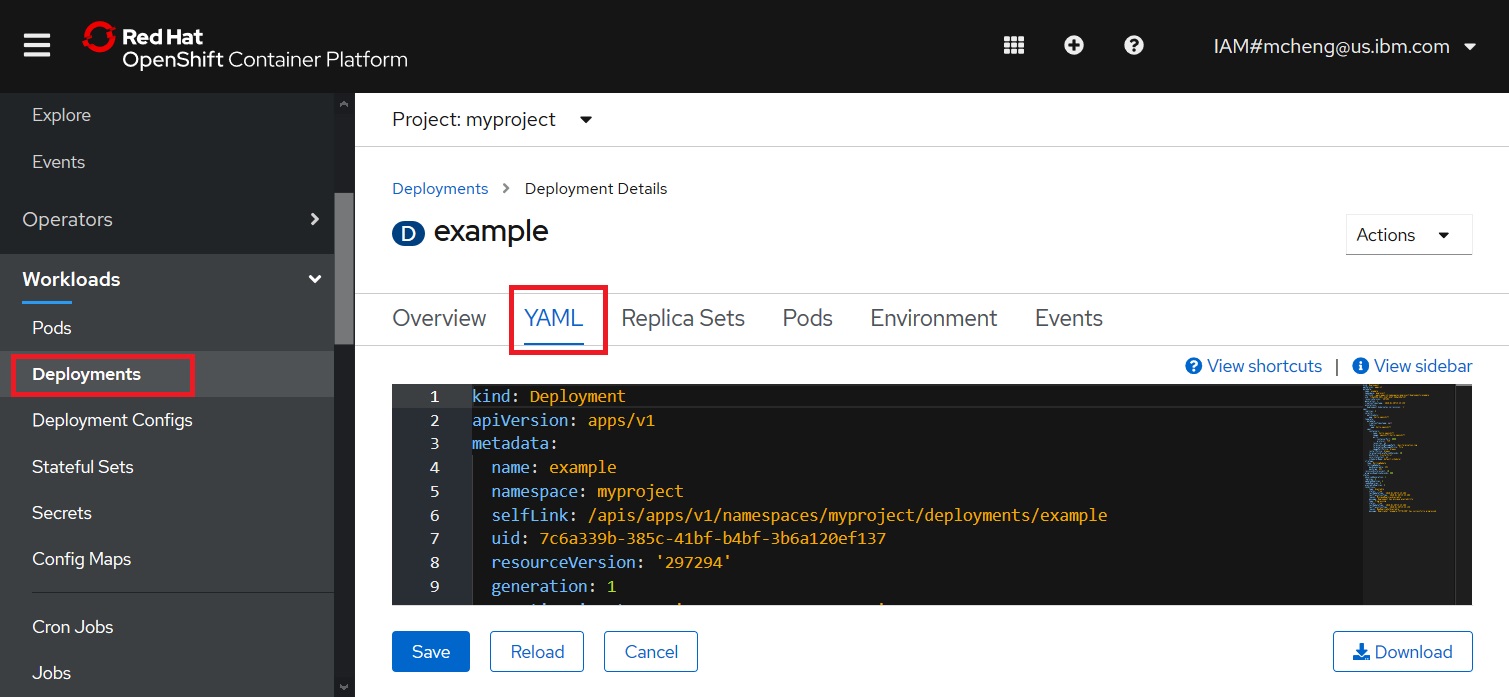 Red Hat
OpenShift Container Platform
IAM#mcheng@us.ibm.com
Explore
Events
Operators
Workloads
Pods
Deployments
Deployment Configs
Stateful Sets
Secrets
Config Maps
Cron Jobs
Jobs
Project: myproject
Deployments > Deployment Details
D example
Actions
Overview YAML Replica Sets Pods Environment Events
View shortcuts | View sidebar
1 kind: Deployment
2 apiVersion: apps/v1
3 metadata:
4 name: example
5 namespace: myproject
6 selfLink: /apis/apps/v1/namespaces/myproject/deployments/example
7 uid: 7c6a339b-385c-41bf-b4bf-3b6a120ef137
8 resourceVersion: '297294'
9 generation: 1
Save Reload Cancel Download